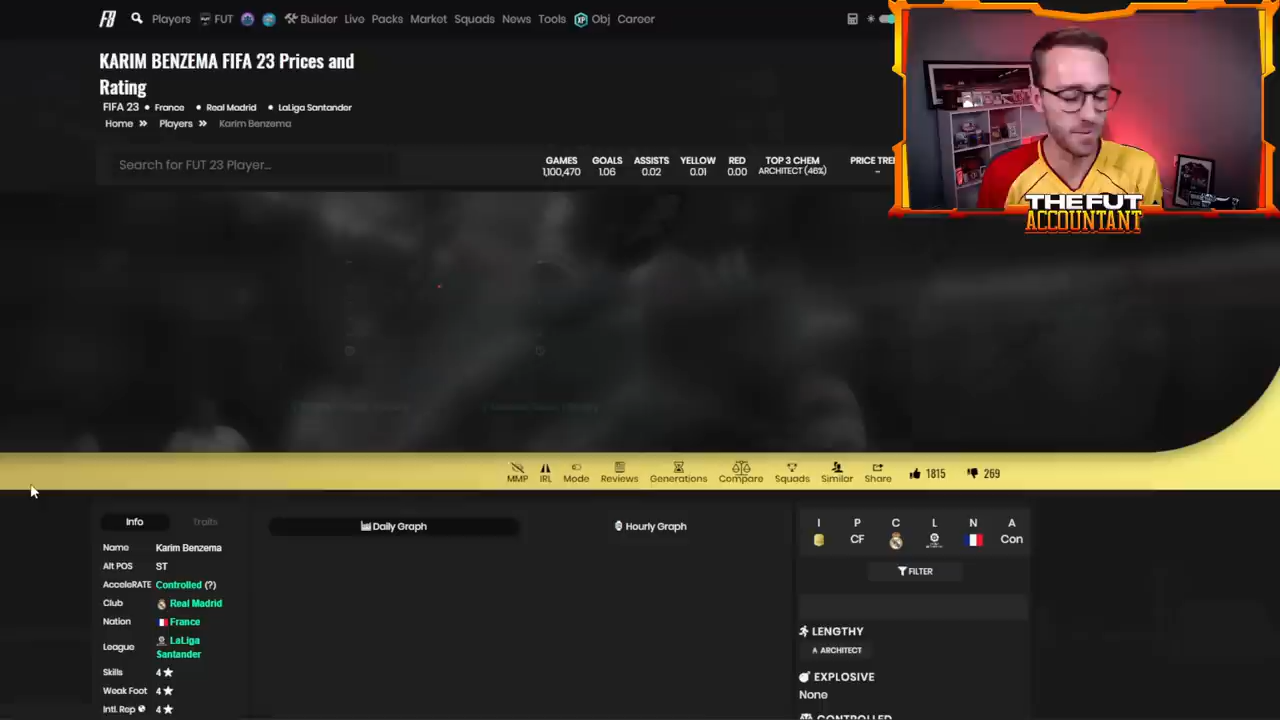 FB
Players
FUT
Builder
Live
Packs
Market
Squads
News
Tools
XP
Obj
Career
KARIM BENZEMA FIFA 23 Prices and
Rating
FIFA 23 • France • Real Madrid • LaLiga Santander
Home » Players » Karim Benzema
Search for FUT 23 Player...
GAMES GOALS ASSISTS YELLOW RED TOP 3 CHEM PRICE TRE
1,100,470 1.06 0.02 0.01 0.00 ARCHITECT (46%) -
THE FUT
ACCOUNTANT
MMP IRL Mode Reviews Generations Compare Squads Similar Share 1815 269
Info Traits
Name Karim Benzema
Alt POS ST
AcceleRATE Controlled (?)
Club Real Madrid
Nation France
League LaLiga
Santander
Skills 4★
Weak Foot 4★
Intl. Rep 4★
Daily Graph Hourly Graph
I P C L N A
CF Con
FILTER
LENGTHY
ARCHITECT
EXPLOSIVE
None
CONTROLLED